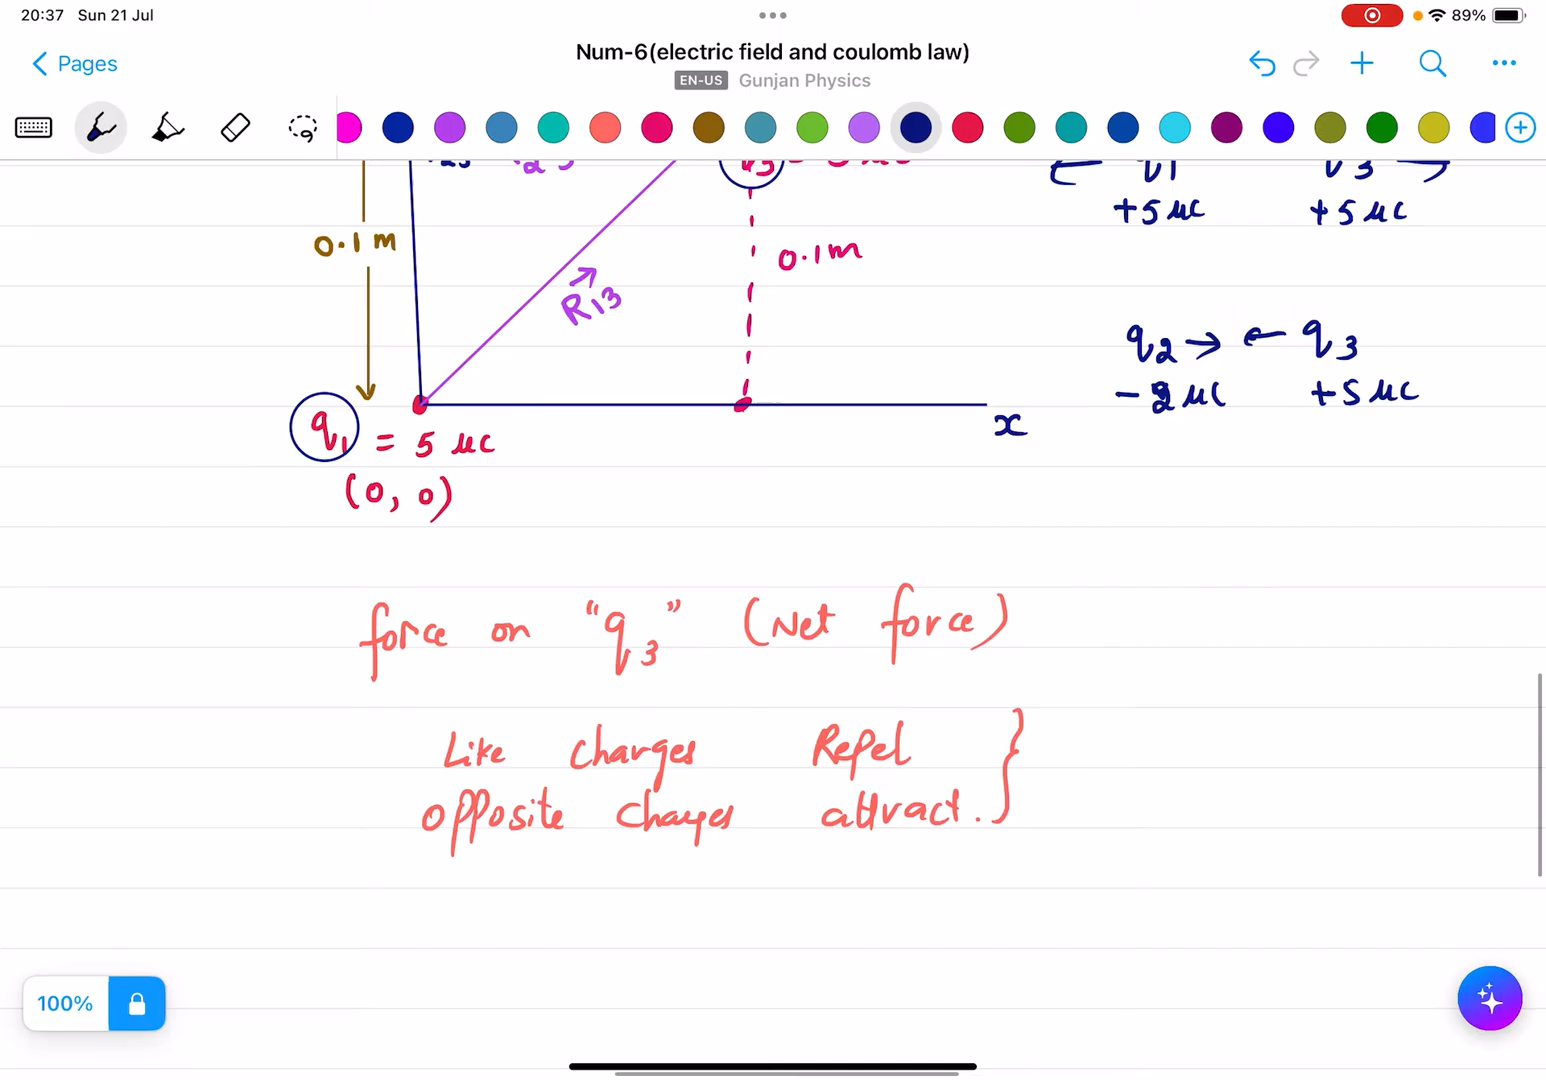 20:37 Sun 21 Jul
89%
Pages
Num-6(electric field and coulomb law)
EN-US Gunjan Physics
q1 q3
+5 μc +5 μc
0.1 m
0.1m
R13
q2 → ← q3
-2 μc +5 μc
x
q1 = 5 μc
(0, 0)
force on "q3" (Net force)
Like charges Repel
opposite charges attract.
100%